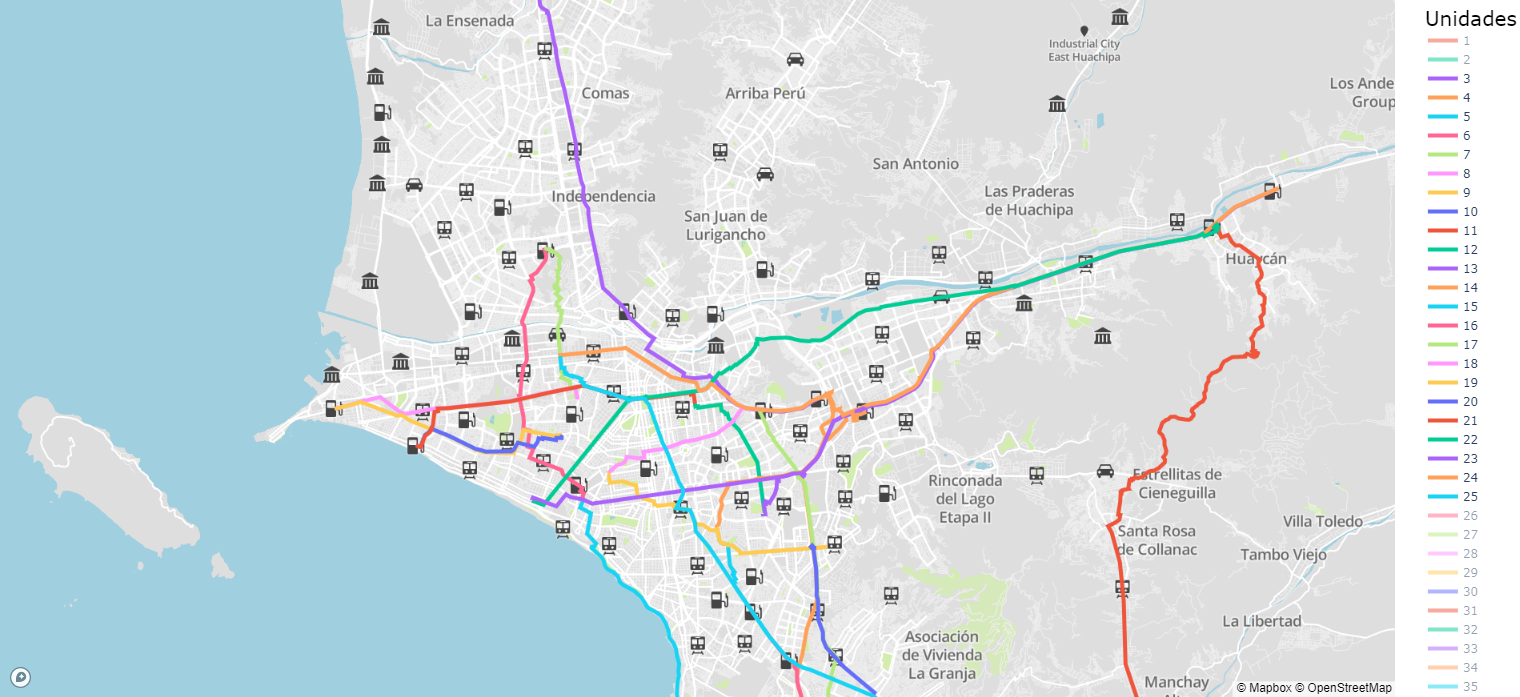 La Ensenada
Industrial City
East Huachipa
Comas
Arriba Perú
Los Ande
Group
San Antonio
Independencia
Las Praderas
de Huachipa
San Juan de
Lurigancho
Huaycán
Estrellitas de
Cieneguilla
Rinconada
del Lago
Etapa II
Santa Rosa
de Collanac
Villa Toledo
Tambo Viejo
La Libertad
Asociación
de Vivienda
La Granja
Manchay
© Mapbox © OpenStreetMap
Unidades
1
2
3
4
5
6
7
8
9
10
11
12
13
14
15
16
17
18
19
20
21
22
23
24
25
26
27
28
29
30
31
32
33
34
35